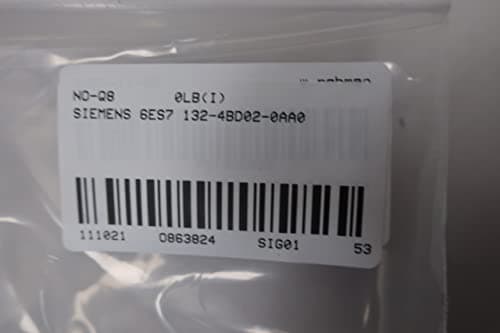 NO-Q8 0LB(I)
SIEMENS 6ES7 132-4BD02-0AA0
111021 0863824 SIG01 53